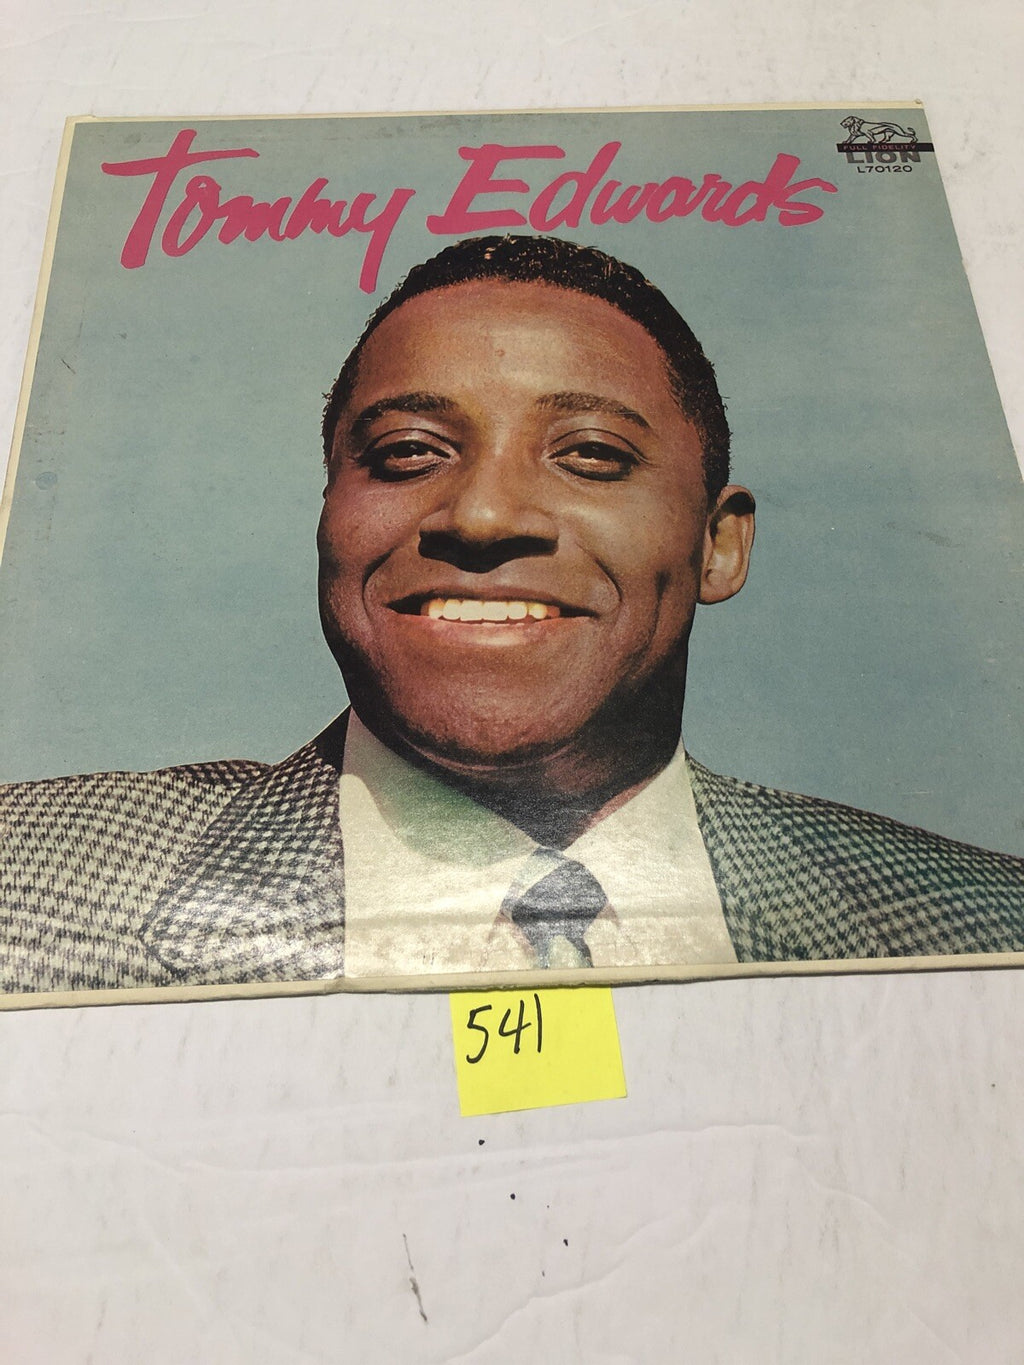 Tommy Edwards
FULL FIDELITY
LION
L70120
541